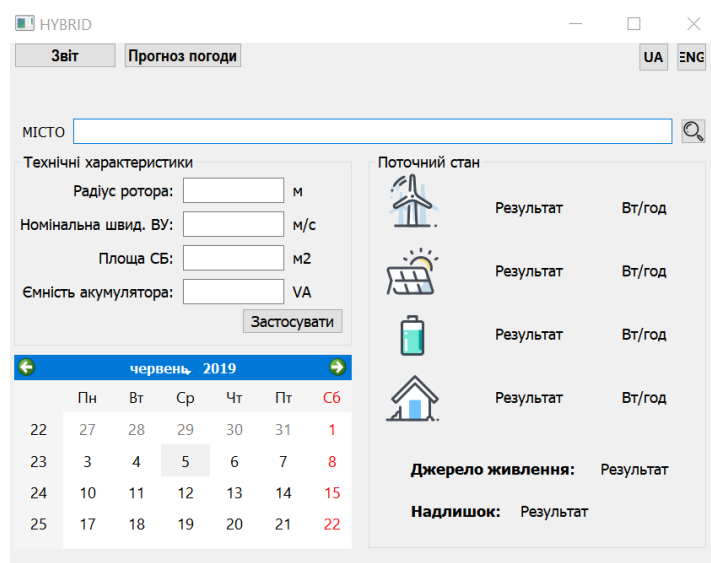 HYBRID
Звіт Прогноз погоди UA ENG
МІСТО
Технічні характеристики
Радіус ротора: м
Номінальна швид. ВУ: м/с
Площа СБ: м2
Ємність акумулятора: VA
Застосувати
червень, 2019
Пн Вт Ср Чт Пт Сб
22 27 28 29 30 31 1
23 3 4 5 6 7 8
24 10 11 12 13 14 15
25 17 18 19 20 21 22
Поточний стан
Результат Вт/год
Результат Вт/год
Результат Вт/год
Результат Вт/год
Джерело живлення: Результат
Надлишок: Результат